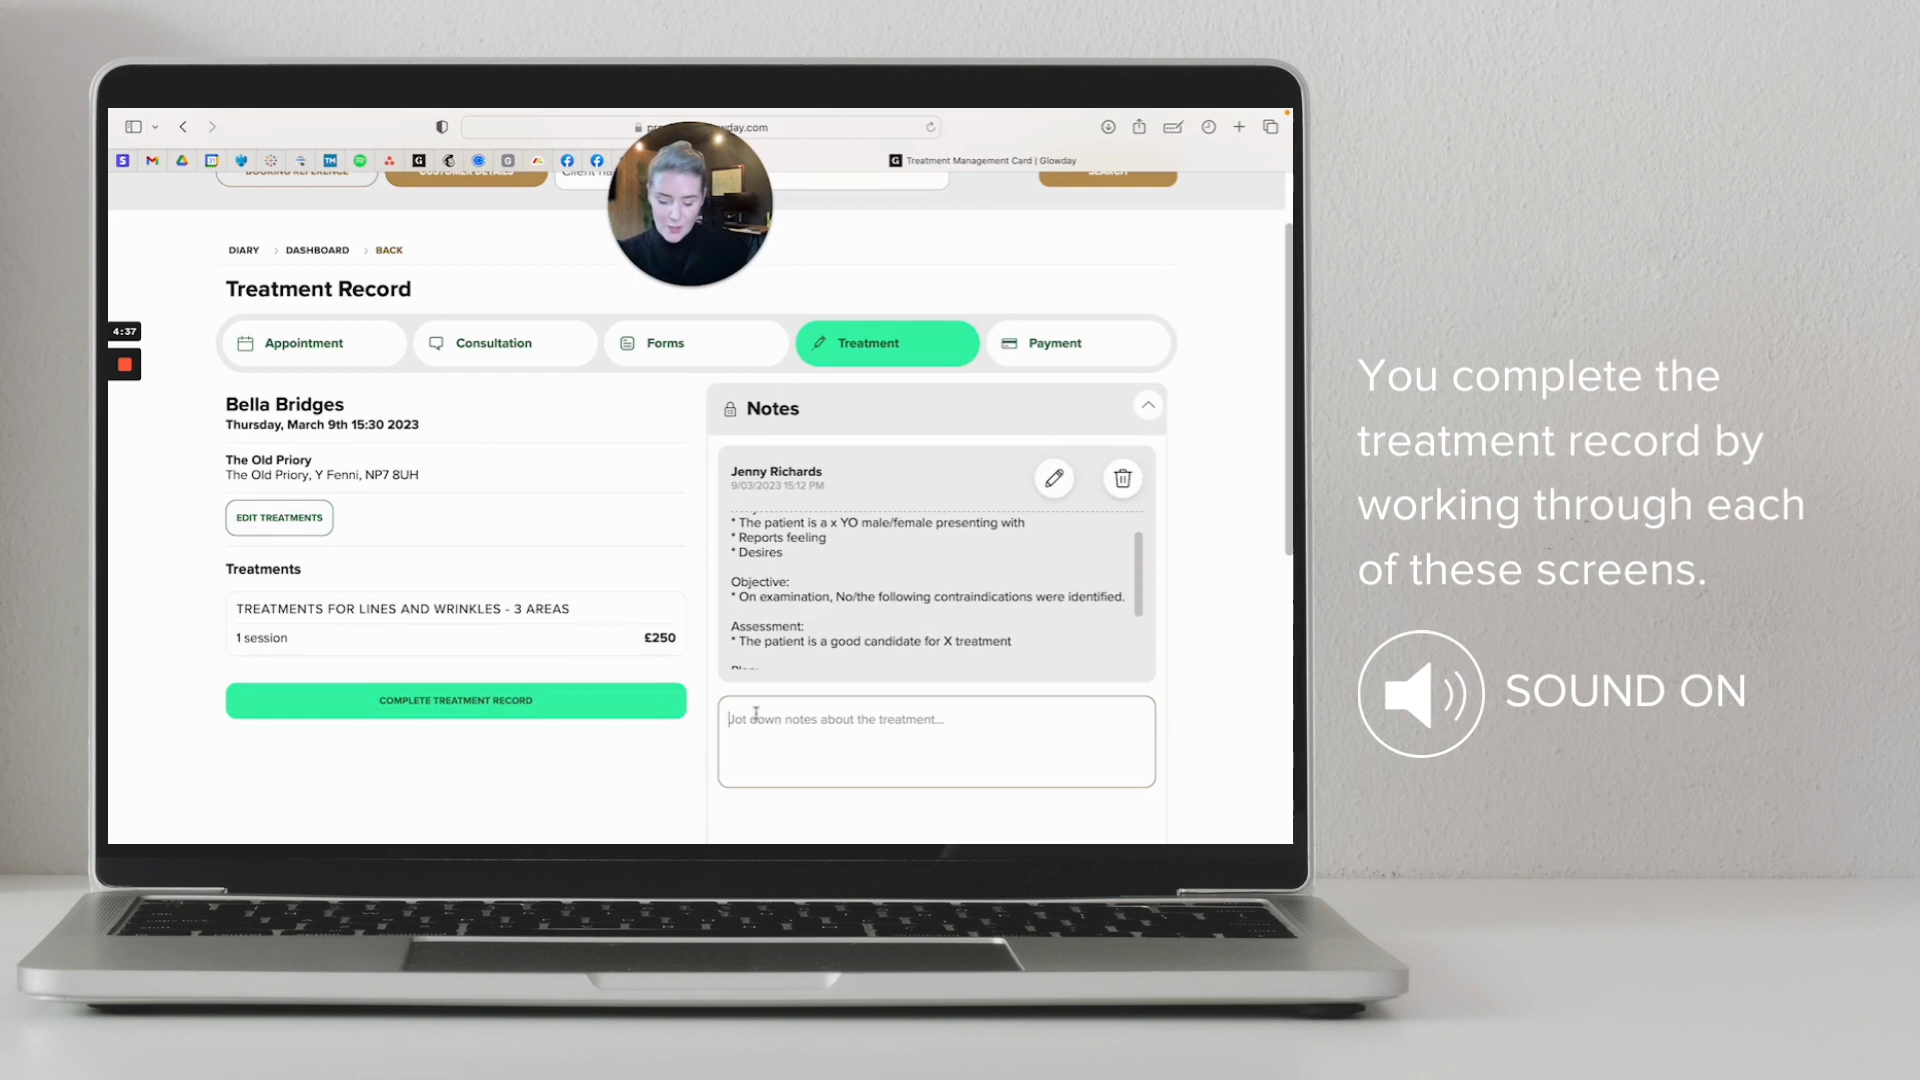 Treatment Management Card | Glowday
BOOKING REFERENCE
CUSTOMER DETAILS
SEARCH
DIARY > DASHBOARD > BACK
Treatment Record
4:37
Appointment
Consultation
Forms
Treatment
Payment
Bella Bridges
Thursday, March 9th 15:30 2023
The Old Priory
The Old Priory, Y Fenni, NP7 8UH
EDIT TREATMENTS
Treatments
TREATMENTS FOR LINES AND WRINKLES - 3 AREAS
1 session £250
COMPLETE TREATMENT RECORD
Notes
Jenny Richards
9/03/2023 15:12 PM
* The patient is a x YO male/female presenting with
* Reports feeling
* Desires
Objective:
* On examination, No/the following contraindications were identified.
Assessment:
* The patient is a good candidate for X treatment
Jot down notes about the treatment...
You complete the
treatment record by
working through each
of these screens.
SOUND ON